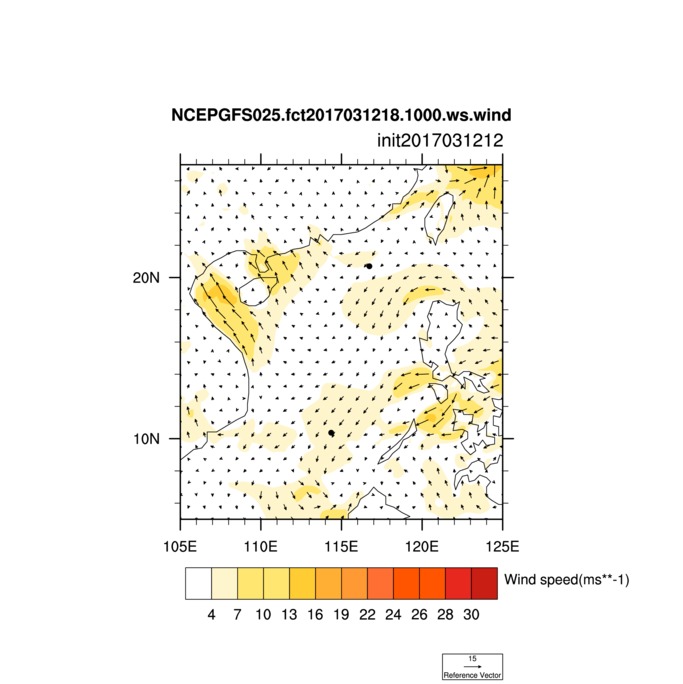 NCEPGFS025.fct2017031218.1000.ws.wind
init2017031212
20N
10N
105E 110E 115E 120E 125E
Wind speed(ms**-1)
4 7 10 13 16 19 22 24 26 28 30
15
Reference Vector